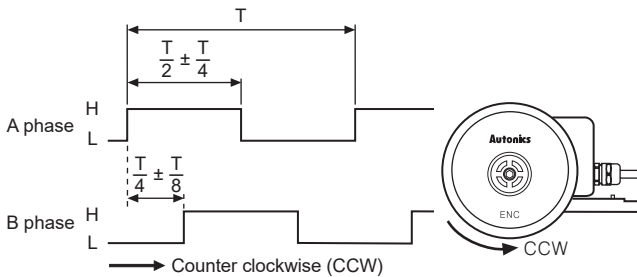 T
T/2 ± T/4
A phase
H
L
T/4 ± T/8
B phase
H
L
Counter clockwise (CCW)
Autonics
ENC
CCW